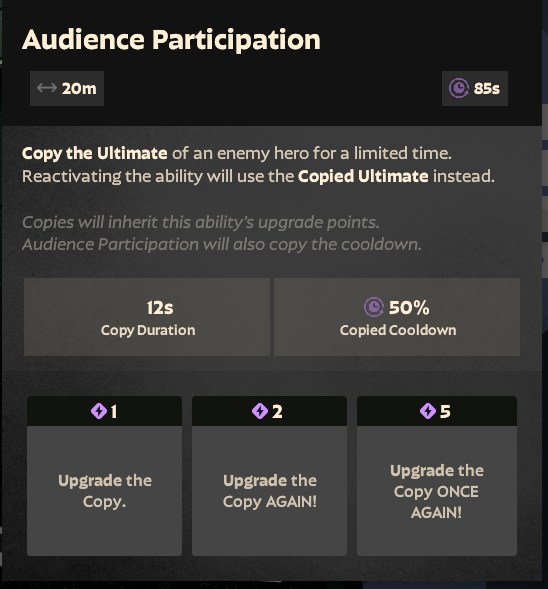 Audience Participation
20m
85s
Copy the Ultimate of an enemy hero for a limited time.
Reactivating the ability will use the Copied Ultimate instead.
Copies will inherit this ability's upgrade points.
Audience Participation will also copy the cooldown.
12s
Copy Duration
50%
Copied Cooldown
1
Upgrade the
Copy.
2
Upgrade the
Copy AGAIN!
5
Upgrade the
Copy ONCE
AGAIN!